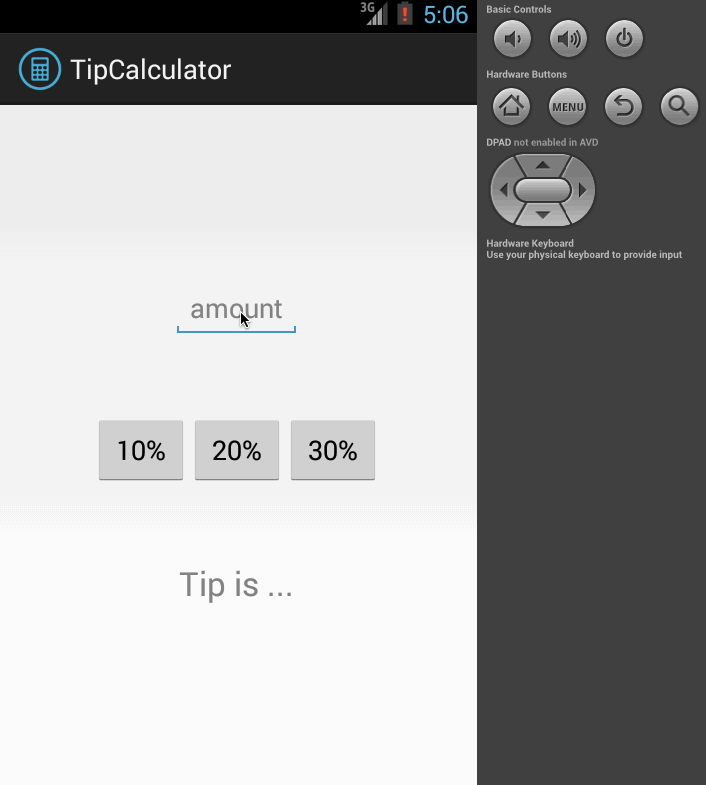 3G
5:06
TipCalculator
amount
10% 20% 30%
Tip is ...
Basic Controls
Hardware Buttons
MENU
DPAD not enabled in AVD
Hardware Keyboard
Use your physical keyboard to provide input